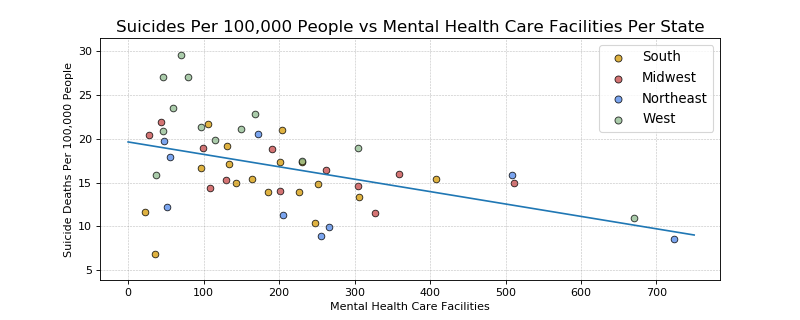 Suicides Per 100,000 People vs Mental Health Care Facilities Per State
30
25
20
15
10
5
Suicide Deaths Per 100,000 People
South
Midwest
Northeast
West
0 100 200 300 400 500 600 700
Mental Health Care Facilities